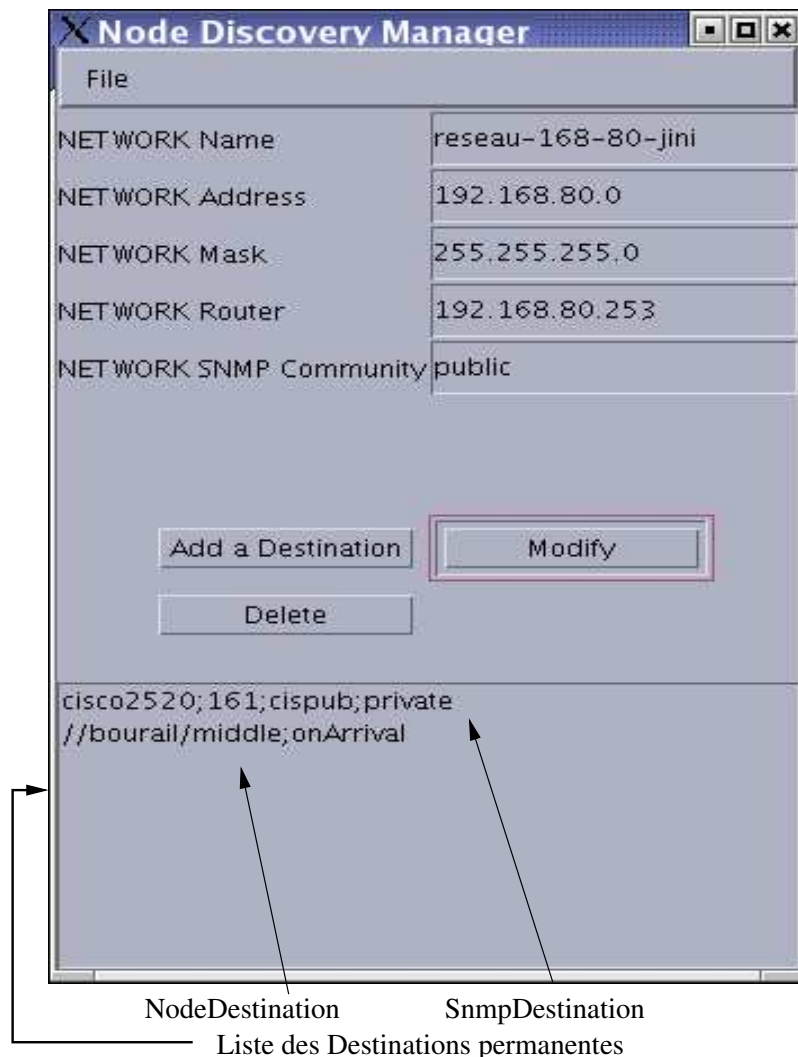 X Node Discovery Manager
File
NETWORK Name reseau-168-80-jini
NETWORK Address 192.168.80.0
NETWORK Mask 255.255.255.0
NETWORK Router 192.168.80.253
NETWORK SNMP Community public
Add a Destination Modify
Delete
cisco2520;161;cispub;private
//bourail/middle;onArrival
NodeDestination SnmpDestination
Liste des Destinations permanentes